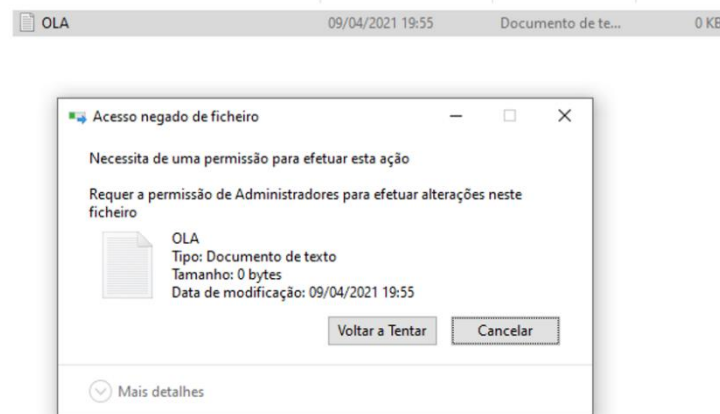 OLA 09/04/2021 19:55 Documento de te... 0 KB
Acesso negado de ficheiro
Necessita de uma permissão para efetuar esta ação
Requer a permissão de Administradores para efetuar alterações neste
ficheiro
OLA
Tipo: Documento de texto
Tamanho: 0 bytes
Data de modificação: 09/04/2021 19:55
Voltar a Tentar Cancelar
Mais detalhes